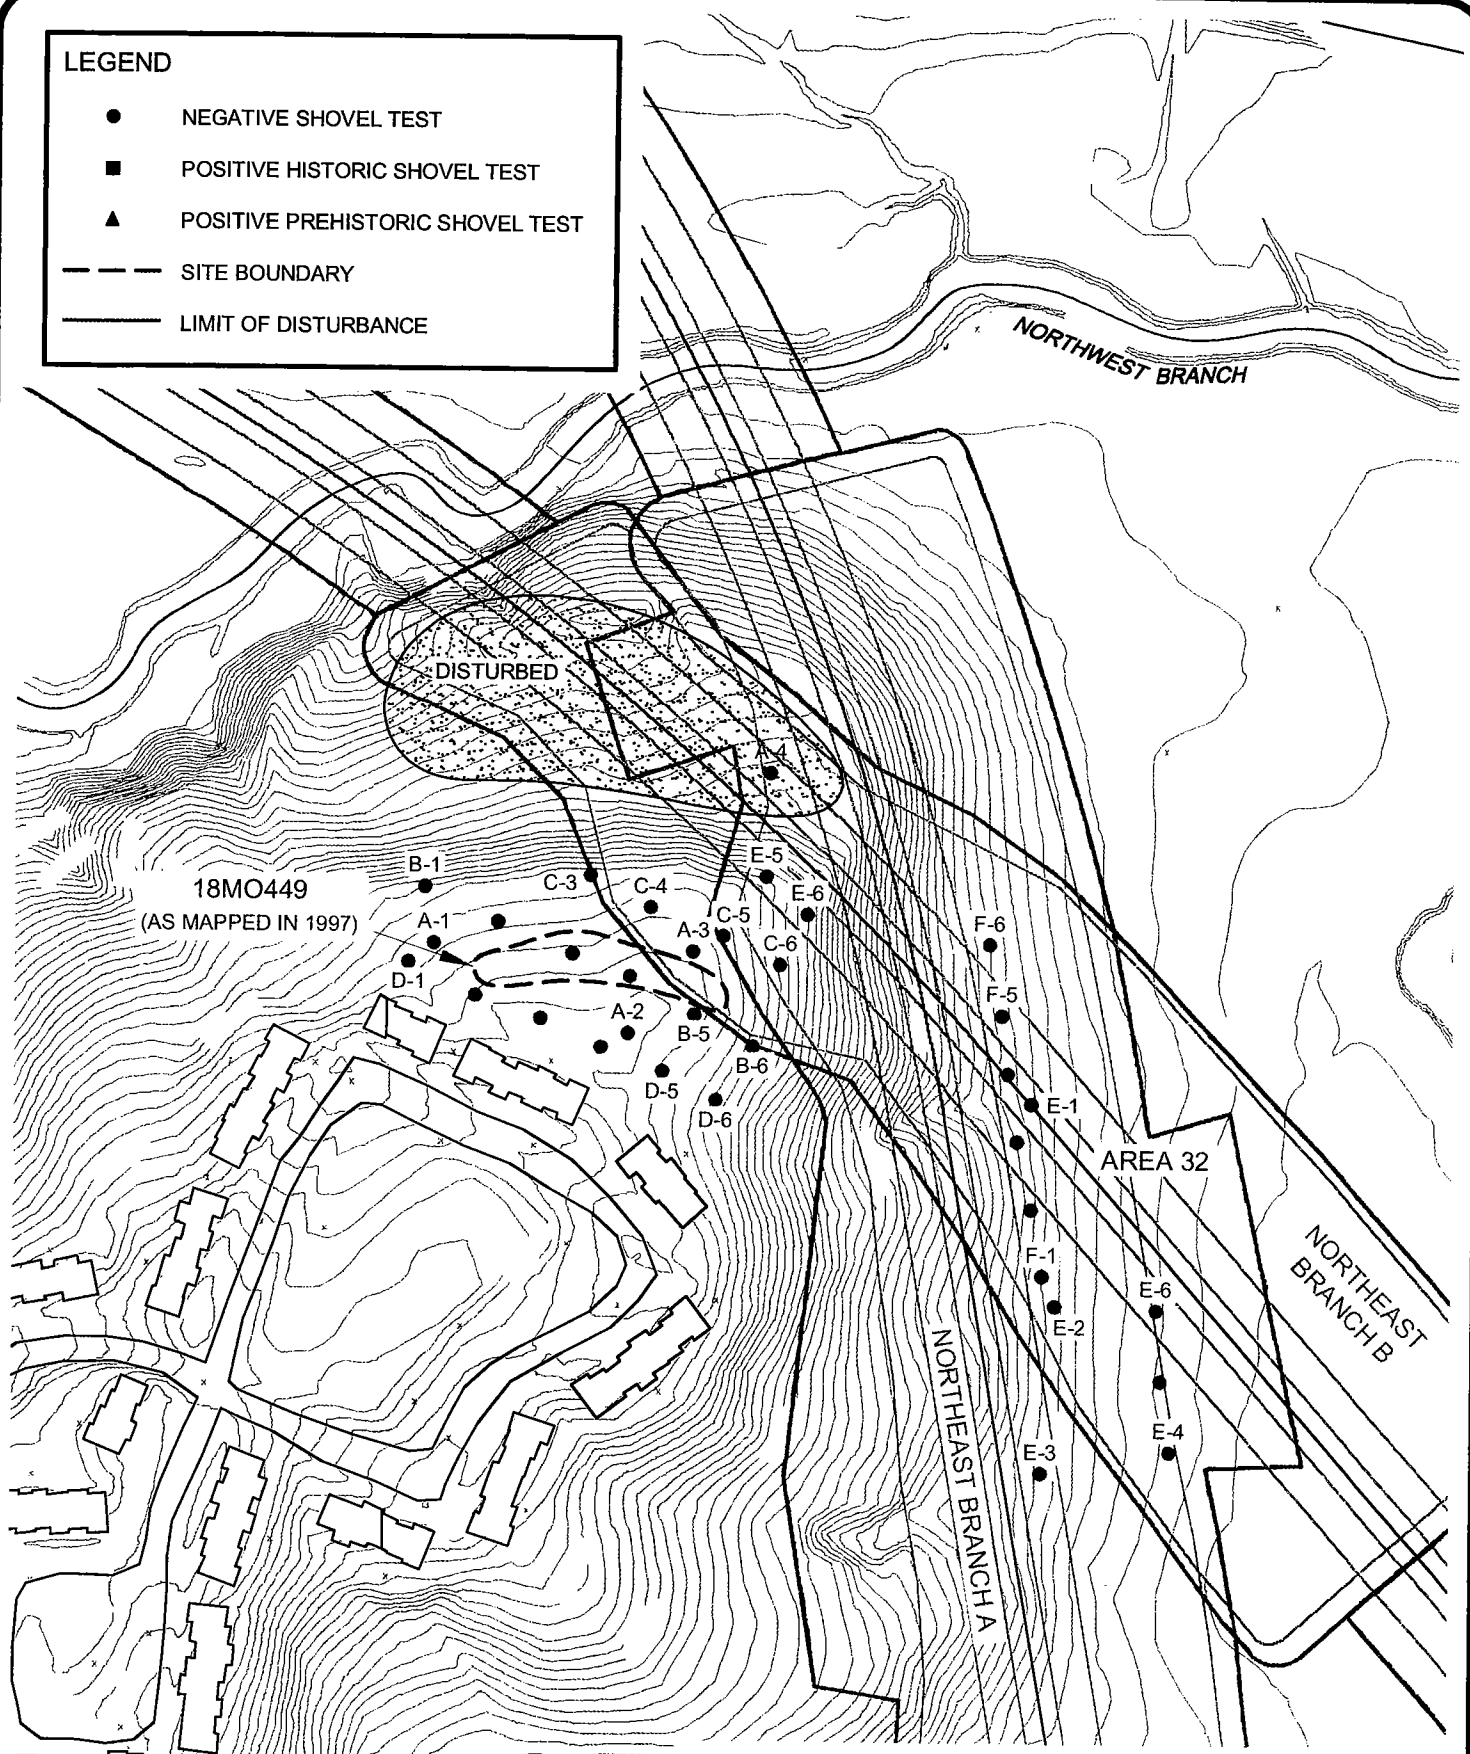 LEGEND
NEGATIVE SHOVEL TEST
POSITIVE HISTORIC SHOVEL TEST
POSITIVE PREHISTORIC SHOVEL TEST
SITE BOUNDARY
LIMIT OF DISTURBANCE
NORTHWEST BRANCH
DISTURBED
A-4
B-1
C-3
C-4
E-5
E-6
18MO449
(AS MAPPED IN 1997)
A-1
A-3
C-5
C-6
F-6
D-1
F-5
A-2
B-5
B-6
D-5
D-6
E-1
AREA 32
F-1
E-2
E-6
NORTHEAST
BRANCH B
E-3
E-4
NORTHEAST BRANCH A